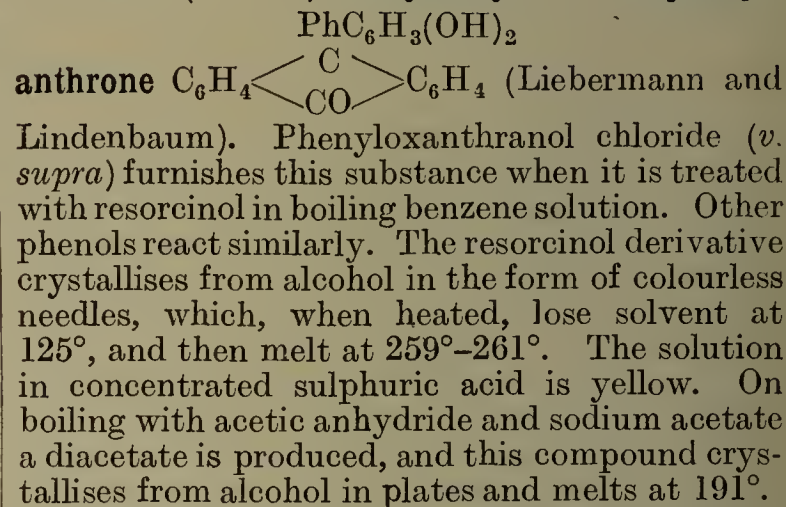 PhC₆H₃(OH)₂
anthrone C₆H₄<C CO>C₆H₄ (Liebermann and
Lindenbaum). Phenyloxanthranol chloride (v.
supra) furnishes this substance when it is treated
with resorcinol in boiling benzene solution. Other
phenols react similarly. The resorcinol derivative
crystallises from alcohol in the form of colourless
needles, which, when heated, lose solvent at
125°, and then melt at 259°–261°. The solution
in concentrated sulphuric acid is yellow. On
boiling with acetic anhydride and sodium acetate
a diacetate is produced, and this compound crys-
tallises from alcohol in plates and melts at 191°.